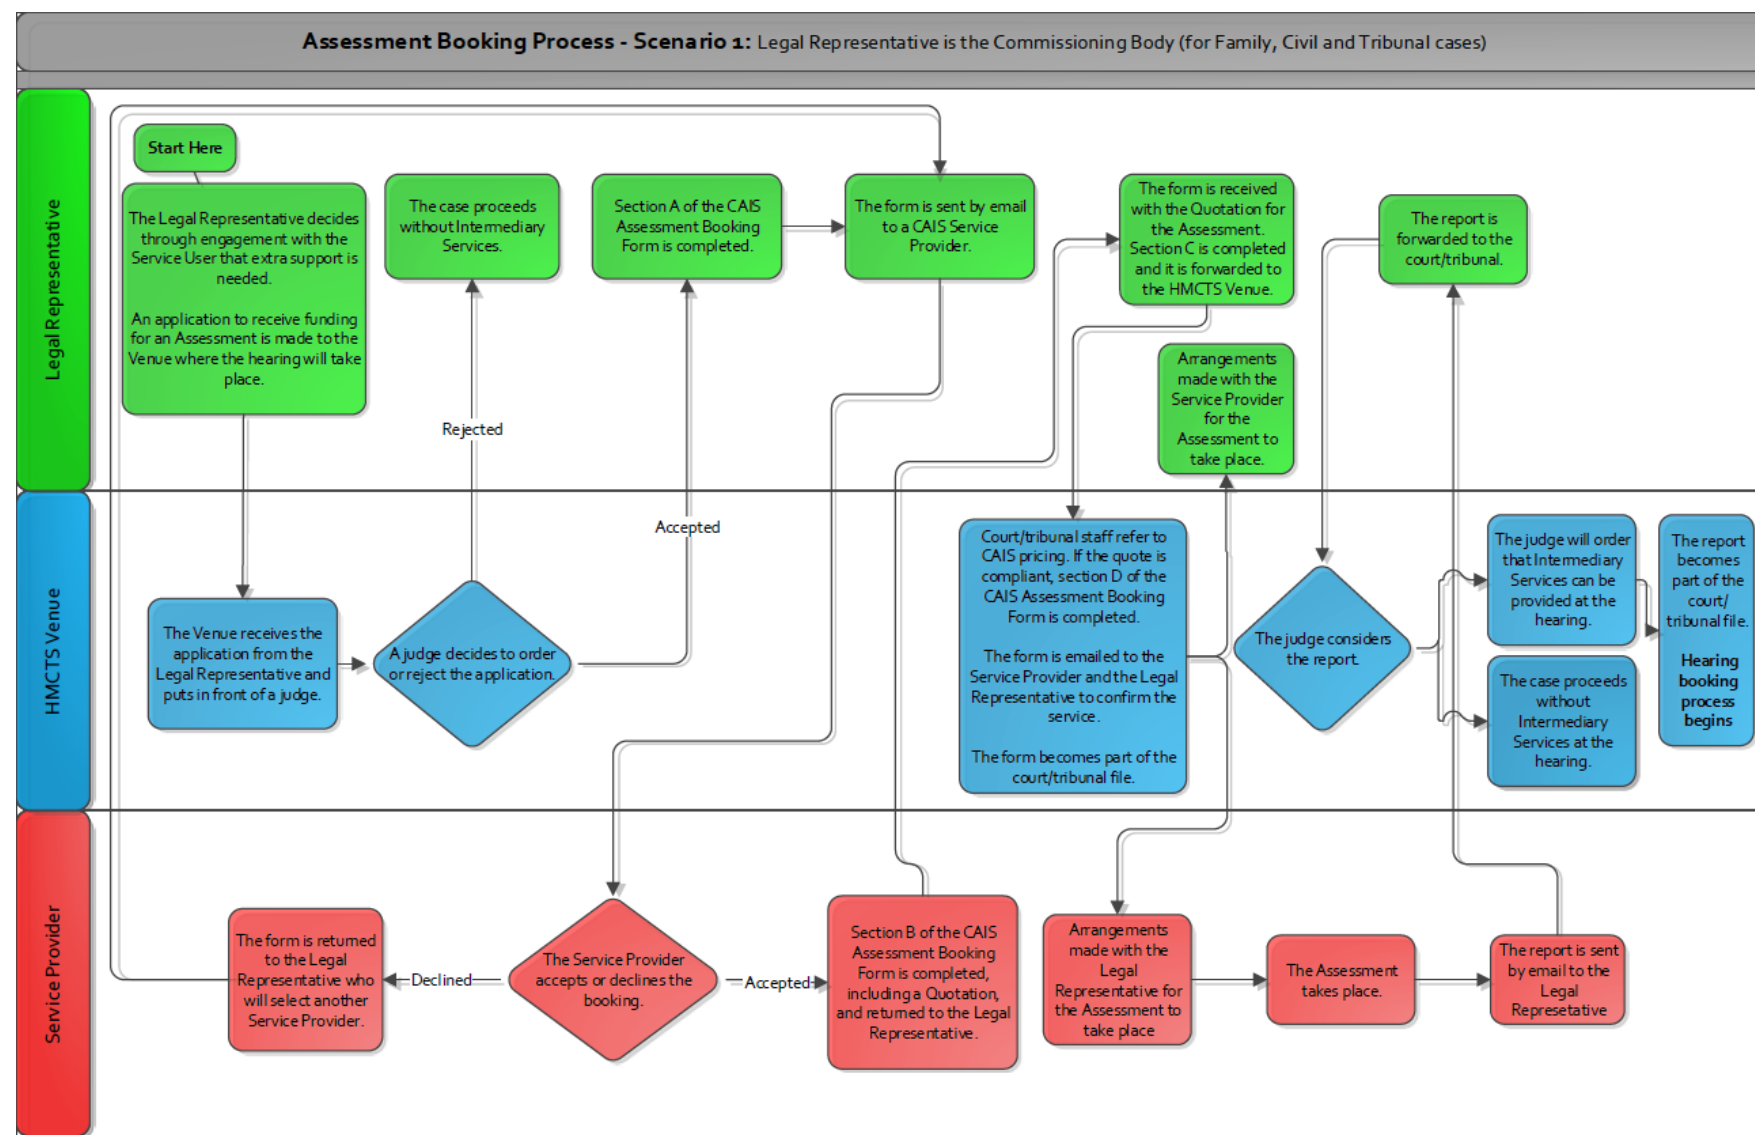 Assessment Booking Process - Scenario 1: Legal Representative is the Commissioning Body (for Family, Civil and Tribunal cases)
Legal Representative
Start Here
The Legal Representative decides
through engagement with the
Service User that extra support is
needed.
An application to receive funding
for an Assessment is made to the
Venue where the hearing will take
place.
The case proceeds
without Intermediary
Services.
Section A of the CAIS
Assessment Booking
Form is completed.
The form is sent by email
to a CAIS Service
Provider.
The form is received
with the Quotation for
the Assessment.
Section C is completed
and it is forwarded to
the HMCTS Venue.
The report is
forwarded to the
court/tribunal.
Arrangements
made with the
Service Provider
for the
Assessment to
take place.
Rejected
Accepted
HMCTS Venue
The Venue receives the
application from the
Legal Representative and
puts in front of a judge.
A judge decides to order
or reject the application.
Court/tribunal staff refer to
CAIS pricing. If the quote is
compliant, section D of the
CAIS Assessment Booking
Form is completed.
The form is emailed to the
Service Provider and the Legal
Representative to confirm the
service.
The form becomes part of the
court/tribunal file.
The judge considers
the report.
The judge will order
that Intermediary
Services can be
provided at the
hearing.
The case proceeds
without
Intermediary
Services at the
hearing.
The report
becomes
part of the
court/
tribunal file.
Hearing
booking
process
begins
Service Provider
The form is returned
to the Legal
Representative who
will select another
Service Provider.
Declined
The Service Provider
accepts or declines the
booking.
Accepted
Section B of the CAIS
Assessment Booking
Form is completed,
including a Quotation,
and returned to the Legal
Representative.
Arrangements
made with the
Legal
Representative for
the Assessment to
take place
The Assessment
takes place.
The report is sent
by email to the
Legal
Represetative